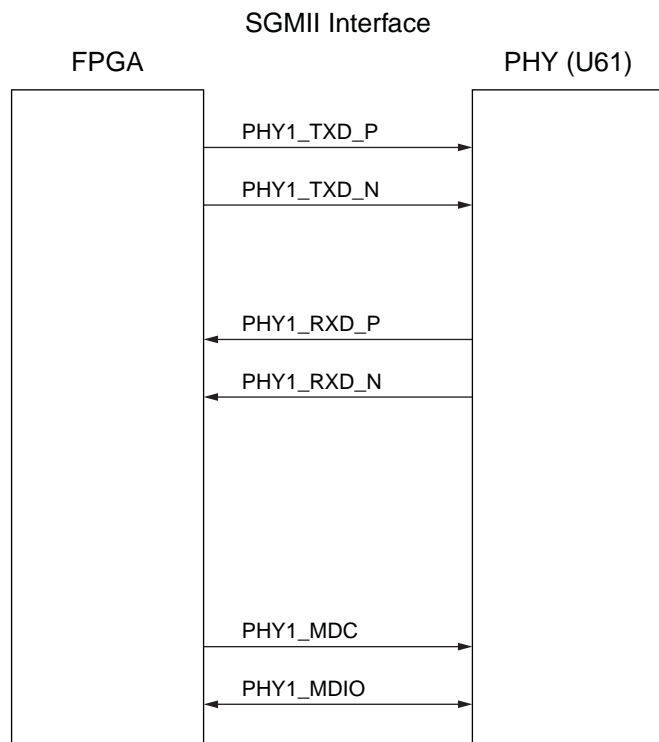 SGMII Interface
FPGA
PHY (U61)
PHY1_TXD_P
PHY1_TXD_N
PHY1_RXD_P
PHY1_RXD_N
PHY1_MDC
PHY1_MDIO